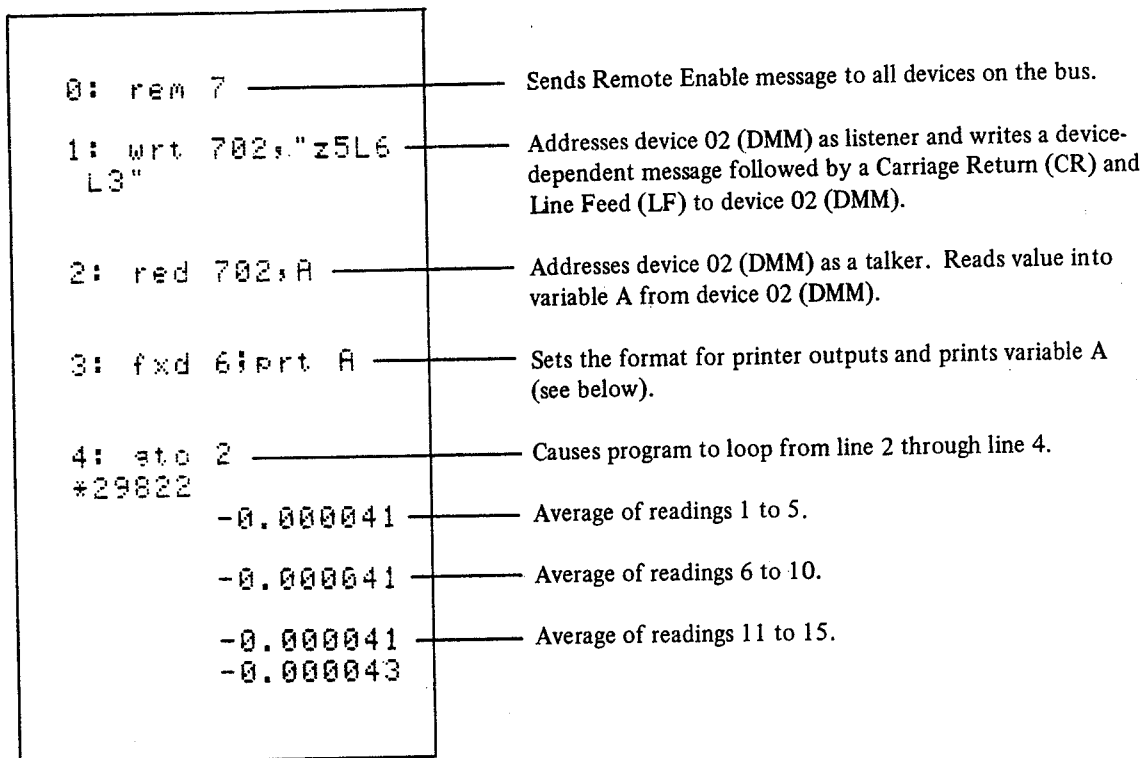 0: rem 7
Sends Remote Enable message to all devices on the bus.
1: wrt 702,"z5L6
L3"
Addresses device 02 (DMM) as listener and writes a device-
dependent message followed by a Carriage Return (CR) and
Line Feed (LF) to device 02 (DMM).
2: red 702,A
Addresses device 02 (DMM) as a talker. Reads value into
variable A from device 02 (DMM).
3: fxd 6;prt A
Sets the format for printer outputs and prints variable A
(see below).
4: gto 2
Causes program to loop from line 2 through line 4.
*29822
-0.000041
Average of readings 1 to 5.
-0.000041
Average of readings 6 to 10.
-0.000041
Average of readings 11 to 15.
-0.000043